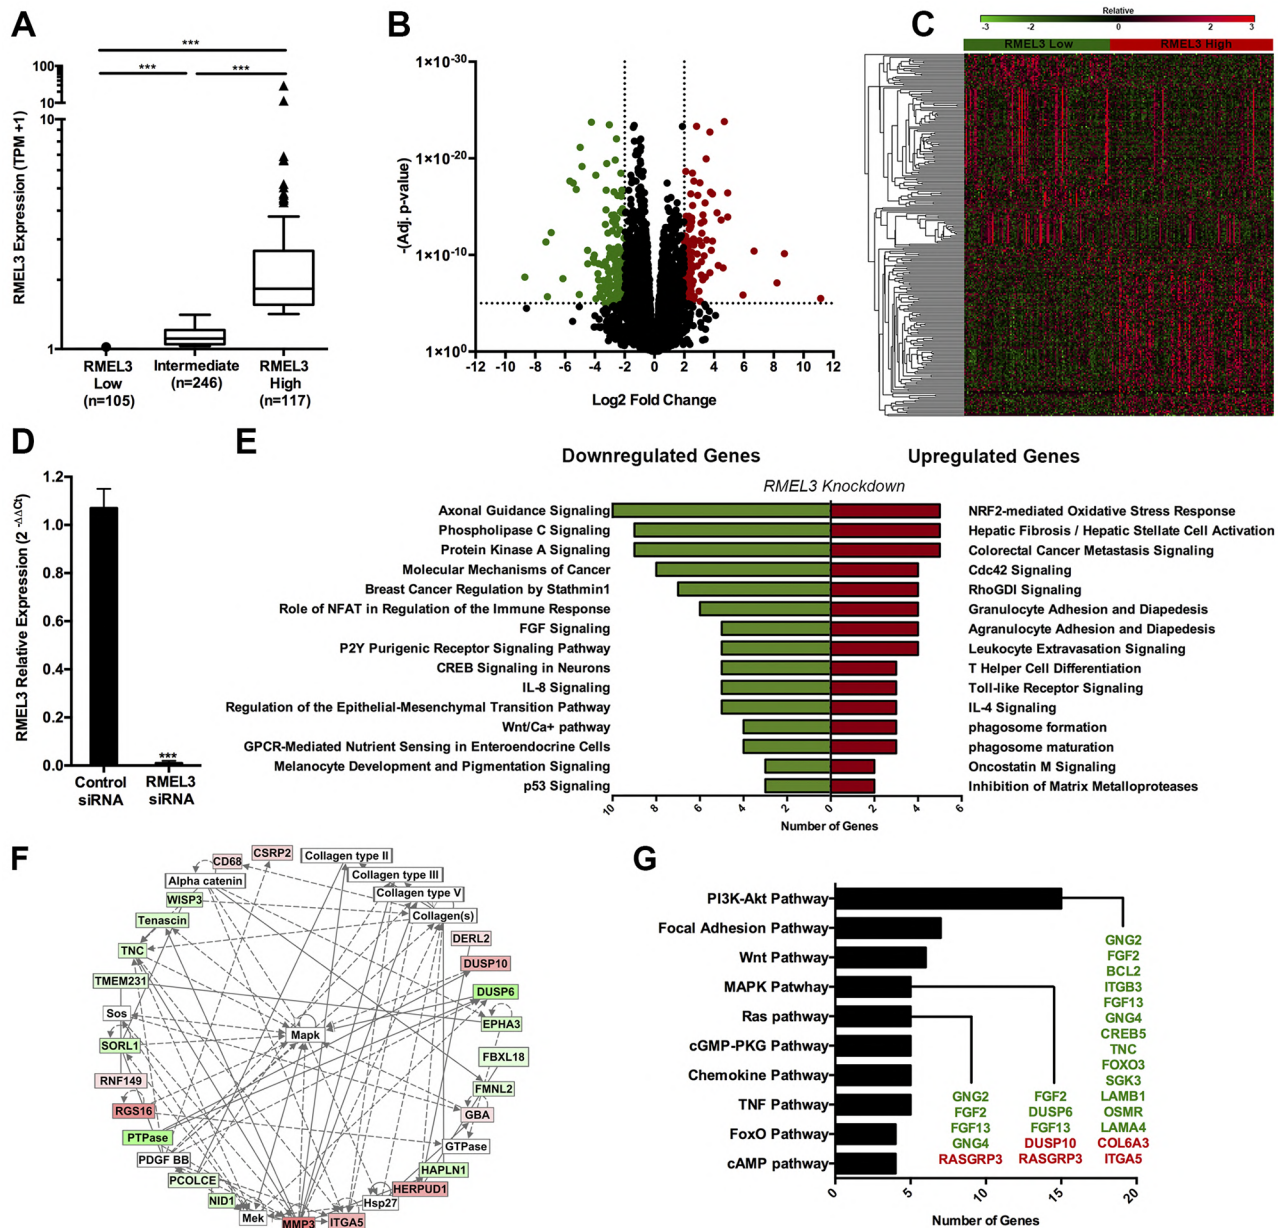 A
***
***
***
100
10
10
1
RMEL3 Expression (TPM +1)
RMEL3
Low
(n=105)
Intermediate
(n=246)
RMEL3
High
(n=117)
B
1×10-30
1×10-20
1×10-10
1×100
-(Adj. p-value)
-12 -10 -8 -6 -4 -2 0 2 4 6 8 10 12
Log2 Fold Change
C
Relative
-3 -2 0 2 3
RMEL3 Low
RMEL3 High
D
1.2
1.0
0.8
0.6
0.4
0.2
0.0
RMEL3 Relative Expression (2 -ΔΔCt)
***
Control
siRNA
RMEL3
siRNA
E
Downregulated Genes
Upregulated Genes
RMEL3 Knockdown
Axonal Guidance Signaling
Phospholipase C Signaling
Protein Kinase A Signaling
Molecular Mechanisms of Cancer
Breast Cancer Regulation by Stathmin1
Role of NFAT in Regulation of the Immune Response
FGF Signaling
P2Y Purigenic Receptor Signaling Pathway
CREB Signaling in Neurons
IL-8 Signaling
Regulation of the Epithelial-Mesenchymal Transition Pathway
Wnt/Ca+ pathway
GPCR-Mediated Nutrient Sensing in Enteroendocrine Cells
Melanocyte Development and Pigmentation Signaling
p53 Signaling
NRF2-mediated Oxidative Stress Response
Hepatic Fibrosis / Hepatic Stellate Cell Activation
Colorectal Cancer Metastasis Signaling
Cdc42 Signaling
RhoGDI Signaling
Granulocyte Adhesion and Diapedesis
Agranulocyte Adhesion and Diapedesis
Leukocyte Extravasation Signaling
T Helper Cell Differentiation
Toll-like Receptor Signaling
IL-4 Signaling
phagosome formation
phagosome maturation
Oncostatin M Signaling
Inhibition of Matrix Metalloproteases
10 8 6 4 2 0 2 4 6
Number of Genes
F
CD68
CSRP2
Collagen type II
Alpha catenin
Collagen type III
WISP3
Collagen type V
Tenascin
Collagen(s)
TNC
DERL2
DUSP10
TMEM231
DUSP6
Sos
EPHA3
Mapk
SORL1
FBXL18
RNF149
FMNL2
RGS16
GBA
PTPase
GTPase
PDGF BB
HAPLN1
PCOLCE
HERPUD1
NID1
Hsp27
Mek
MMP3
ITGA5
G
PI3K-Akt Pathway
Focal Adhesion Pathway
Wnt Pathway
MAPK Patwhay
Ras pathway
cGMP-PKG Pathway
Chemokine Pathway
TNF Pathway
FoxO Pathway
cAMP pathway
GNG2
FGF2
FGF13
GNG4
RASGRP3
FGF2
DUSP6
FGF13
DUSP10
RASGRP3
GNG2
FGF2
BCL2
ITGB3
FGF13
GNG4
CREB5
TNC
FOXO3
SGK3
LAMB1
OSMR
LAMA4
COL6A3
ITGA5
0 5 10 15 20
Number of Genes